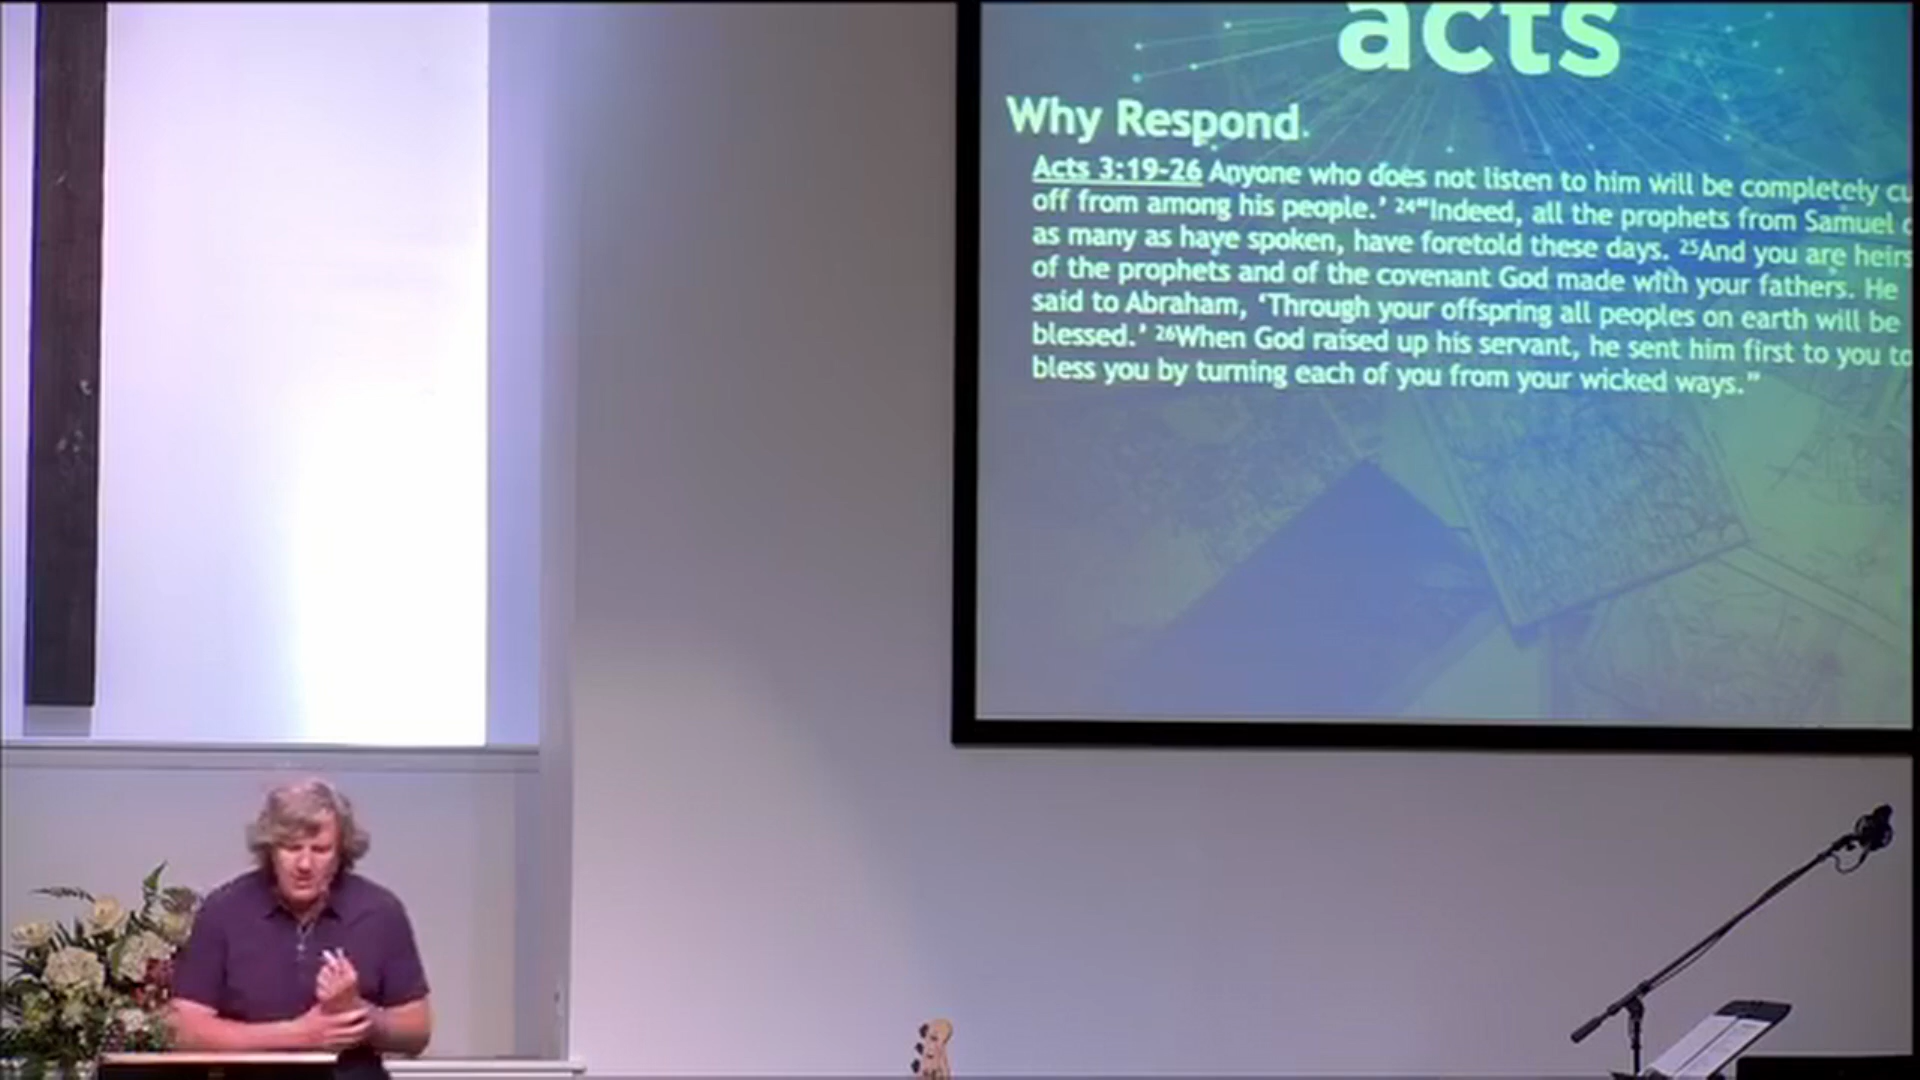 acts
Why Respond.
Acts 3:19-26 Anyone who does not listen to him will be completely
off from among his people.’ 24“Indeed, all the prophets from Samuel
as many as have spoken, have foretold these days. 25And you are heirs
of the prophets and of the covenant God made with your fathers. He
said to Abraham, ‘Through your offspring all peoples on earth will be
blessed.’ 26When God raised up his servant, he sent him first to you to
bless you by turning each of you from your wicked ways.”